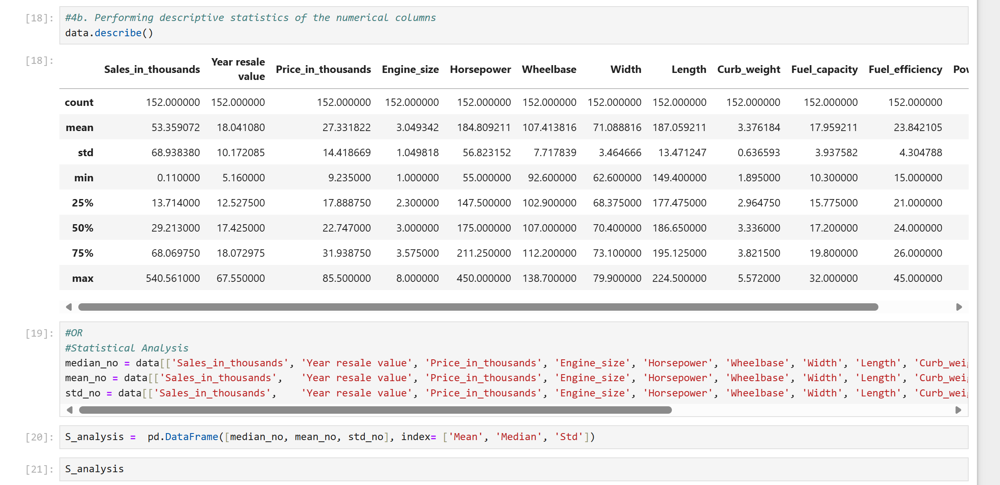 [18]: #4b. Performing descriptive statistics of the numerical columns
data.describe()
[18]:
Sales_in_thousands Year resale value Price_in_thousands Engine_size Horsepower Wheelbase Width Length Curb_weight Fuel_capacity Fuel_efficiency
count 152.000000 152.000000 152.000000 152.000000 152.000000 152.000000 152.000000 152.000000 152.000000 152.000000 152.000000
mean 53.359072 18.041080 27.331822 3.049342 184.809211 107.413816 71.088816 187.059211 3.376184 17.959211 23.842105
std 68.938380 10.172085 14.418669 1.049818 56.823152 7.717839 3.464666 13.471247 0.636593 3.937582 4.304788
min 0.110000 5.160000 9.235000 1.000000 55.000000 92.600000 62.600000 149.400000 1.895000 10.300000 15.000000
25% 13.714000 12.527500 17.888750 2.300000 147.500000 102.900000 68.375000 177.475000 2.964750 15.775000 21.000000
50% 29.213000 17.425000 22.747000 3.000000 175.000000 107.000000 70.400000 186.650000 3.336000 17.200000 24.000000
75% 68.069750 18.072975 31.938750 3.575000 211.250000 112.200000 73.100000 195.125000 3.821500 19.800000 26.000000
max 540.561000 67.550000 85.500000 8.000000 450.000000 138.700000 79.900000 224.500000 5.572000 32.000000 45.000000
[19]: #OR
#Statistical Analysis
median_no = data[['Sales_in_thousands', 'Year resale value', 'Price_in_thousands', 'Engine_size', 'Horsepower', 'Wheelbase', 'Width', 'Length',
mean_no = data[['Sales_in_thousands', 'Year resale value', 'Price_in_thousands', 'Engine_size', 'Horsepower', 'Wheelbase', 'Width', 'Length',
std_no = data[['Sales_in_thousands', 'Year resale value', 'Price_in_thousands', 'Engine_size', 'Horsepower', 'Wheelbase', 'Width', 'Length',
[20]: S_analysis = pd.DataFrame([median_no, mean_no, std_no], index= ['Mean', 'Median', 'Std'])
[21]: S_analysis